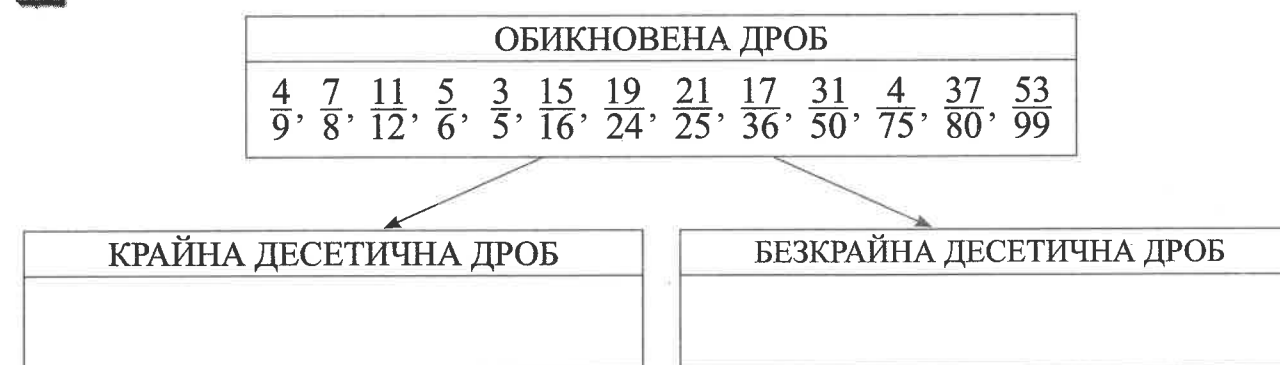 ОБИКНОВЕНА ДРОБ
4/9, 7/8, 11/12, 5/6, 3/5, 15/16, 19/24, 21/25, 17/36, 31/50, 4/75, 37/80, 53/99
КРАЙНА ДЕСЕТИЧНА ДРОБ
БЕЗКРАЙНА ДЕСЕТИЧНА ДРОБ